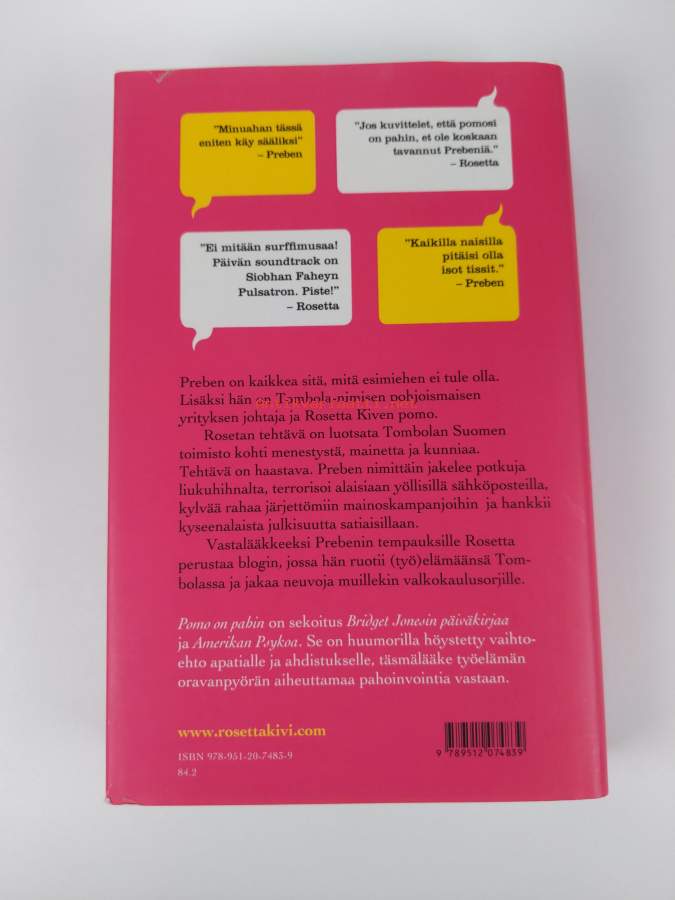 "Minuahan tässä
eniten käy sääliksi"
– Preben
"Jos kuvittelet, että pomosi
on pahin, et ole koskaan
tavannut Prebeniä."
– Rosetta
"Ei mitään surffimusaa!
Päivän soundtrack on
Siobhan Faheyn
Pulsatron. Piste!"
– Rosetta
"Kaikilla naisilla
pitäisi olla
isot tissit."
– Preben
Preben on kaikkea sitä, mitä esimiehen ei tule olla.
Lisäksi hän on Tombola-nimisen pohjoismaisen
yrityksen johtaja ja Rosetta Kiven pomo.
Rosetan tehtävä on luotsata Tombolan Suomen
toimisto kohti menestystä, mainetta ja kunniaa.
Tehtävä on haastava. Preben nimittäin jakelee potkuja
liukuhihnalta, terrorisoi alaisiaan yöllisillä sähköposteilla,
kylvää rahaa järjettömiin mainoskampanjoihin ja hankkii
kyseenalaista julkisuutta satiaisillaan.
Vastalääkkeeksi Prebenin tempauksille Rosetta
perustaa blogin, jossa hän ruotii (työ)elämäänsä Tom-
bolassa ja jakaa neuvoja muillekin valkokaulusorjille.
Pomo on pahin on sekoitus Bridget Jonesin päiväkirjaa
ja Amerikan Psykoa. Se on huumorilla höystetty vaihto-
ehto apatialle ja ahdistukselle, täsmälääke työelämän
oravanpyörän aiheuttamaa pahoinvointia vastaan.
www.rosettakivi.com
ISBN 978-951-20-7483-9
84.2
9 789512 074839